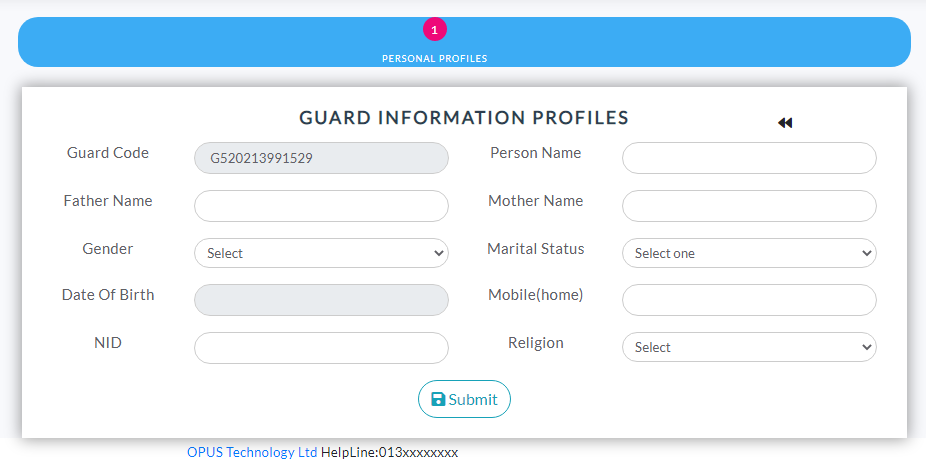 1
PERSONAL PROFILES
GUARD INFORMATION PROFILES
Guard Code G520213991529 Person Name
Father Name Mother Name
Gender Select Marital Status Select one
Date Of Birth Mobile(home)
NID Religion Select
Submit
OPUS Technology Ltd HelpLine:013xxxxxxxx